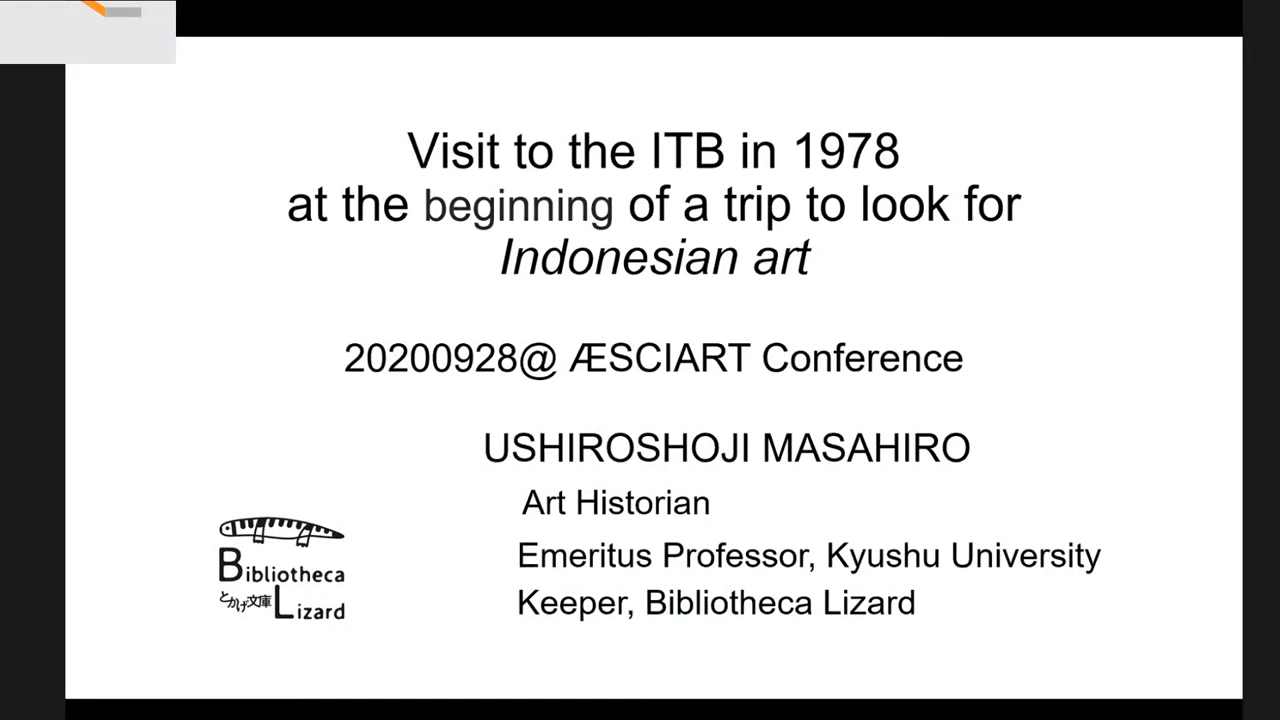 Visit to the ITB in 1978
at the beginning of a trip to look for
Indonesian art
20200928@ ÆSCIART Conference
USHIROSHOJI MASAHIRO
Art Historian
Emeritus Professor, Kyushu University
Keeper, Bibliotheca Lizard
Bibliotheca
とかげ文庫 Lizard